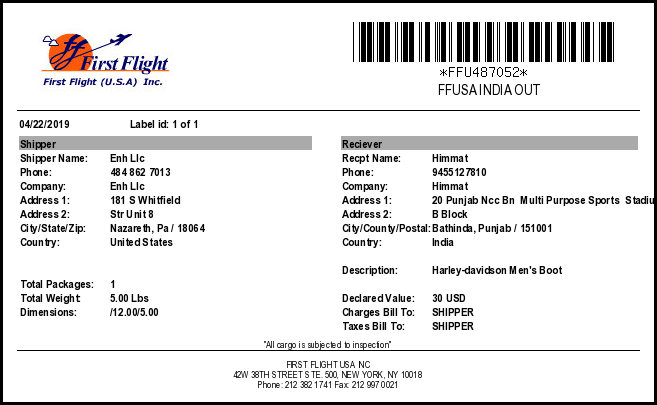 First Flight
First Flight (U.S.A) Inc.
*FFU487052*
FFUSA INDIA OUT
04/22/2019 Label id: 1 of 1
Shipper
Shipper Name: Enh Llc
Phone: 484 862 7013
Company: Enh Llc
Address 1: 181 S Whitfield
Address 2: Str Unit 8
City/State/Zip: Nazareth, Pa / 18064
Country: United States
Total Packages: 1
Total Weight: 5.00 Lbs
Dimensions: /12.00/5.00
Reciever
Recpt Name: Himmat
Phone: 9455127810
Company: Himmat
Address 1: 20 Punjab Ncc Bn Multi Purpose Sports Stadiu
Address 2: B Block
City/County/Postal: Bathinda, Punjab / 151001
Country: India
Description: Harley-davidson Men's Boot
Declared Value: 30 USD
Charges Bill To: SHIPPER
Taxes Bill To: SHIPPER
"All cargo is subjected to inspection"
FIRST FLIGHT USA INC
42W 38TH STREET STE. 500, NEW YORK, NY 10018
Phone: 212 382 1741 Fax: 212 997 0021